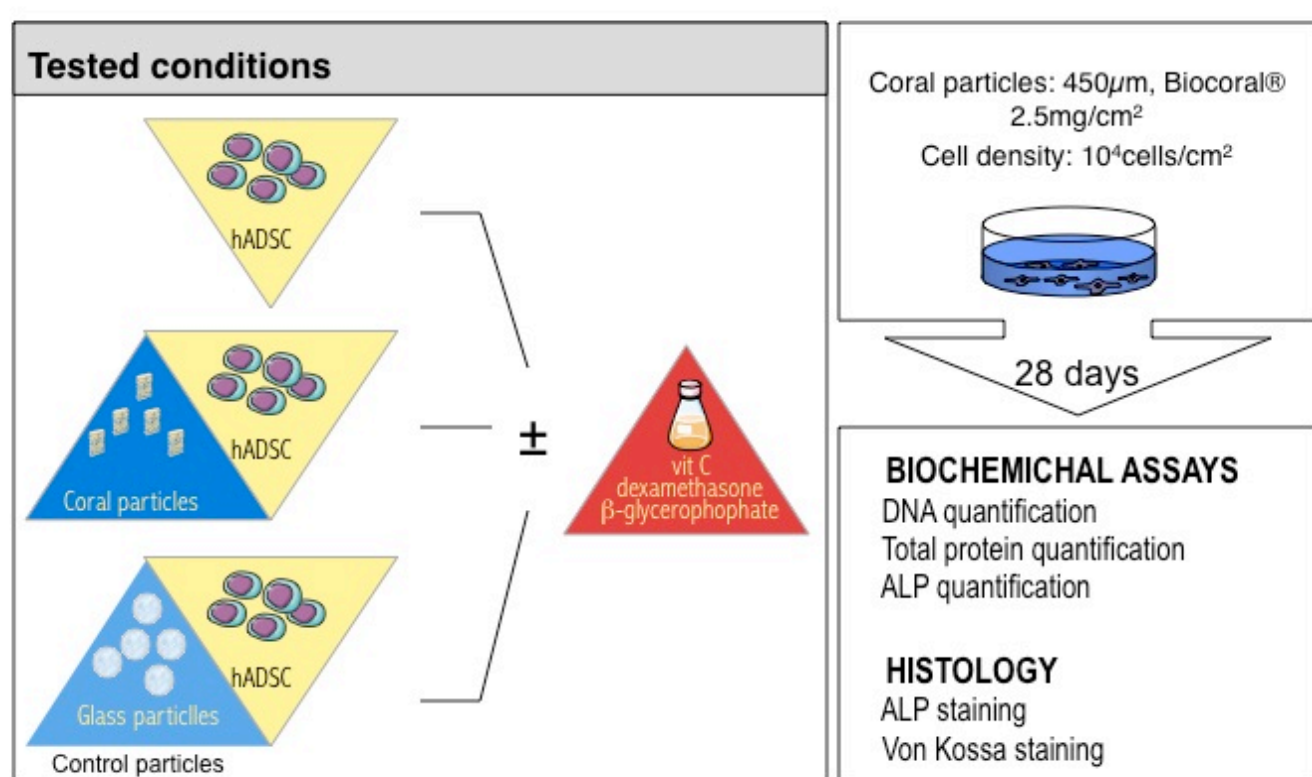 Tested conditions
hADSC
hADSC
Coral particles
hADSC
Glass particlles
Control particles
±
vit C
dexamethasone
β-glycerophophate
Coral particles: 450µm, Biocoral®
2.5mg/cm²
Cell density: 10⁴cells/cm²
28 days
BIOCHEMICHAL ASSAYS
DNA quantification
Total protein quantification
ALP quantification
HISTOLOGY
ALP staining
Von Kossa staining